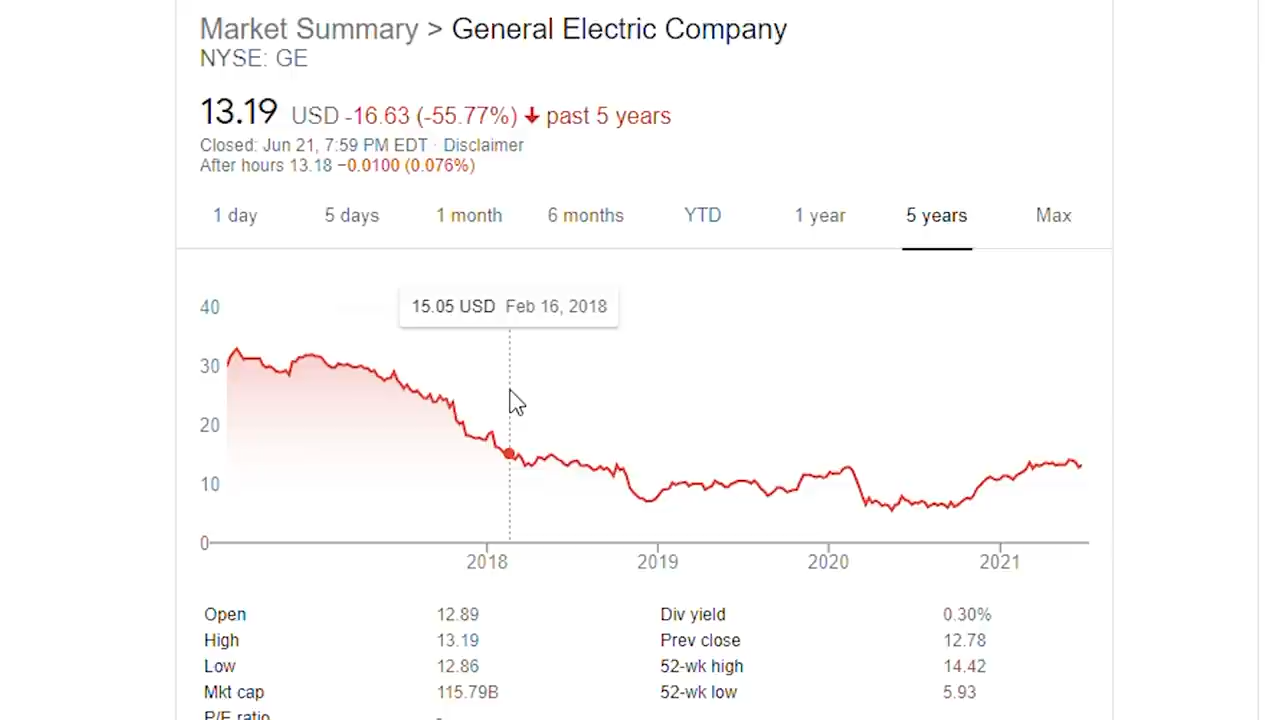 Market Summary > General Electric Company
NYSE: GE
13.19 USD -16.63 (-55.77%) ↓ past 5 years
Closed: Jun 21, 7:59 PM EDT · Disclaimer
After hours 13.18 −0.0100 (0.076%)
1 day 5 days 1 month 6 months YTD 1 year 5 years Max
15.05 USD Feb 16, 2018
40
30
20
10
0
2018 2019 2020 2021
Open 12.89 Div yield 0.30%
High 13.19 Prev close 12.78
Low 12.86 52-wk high 14.42
Mkt cap 115.79B 52-wk low 5.93
P/E ratio -